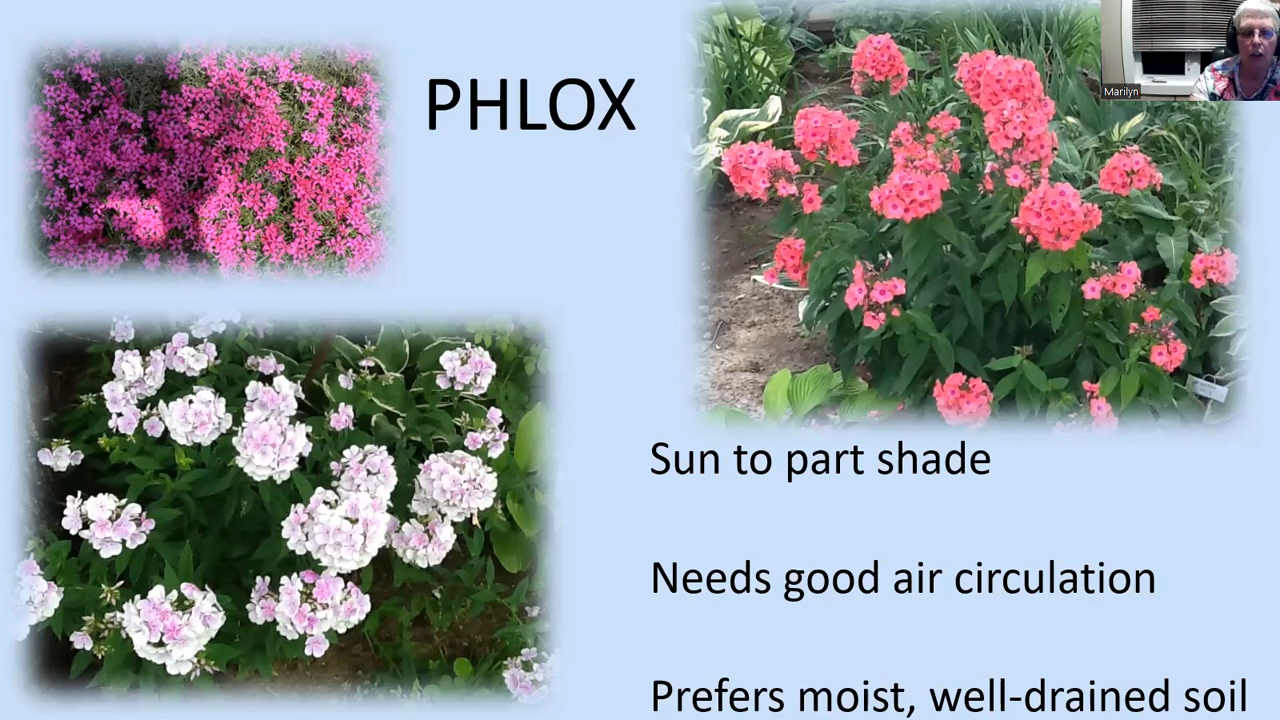 PHLOX
Marilyn
Sun to part shade
Needs good air circulation
Prefers moist, well-drained soil